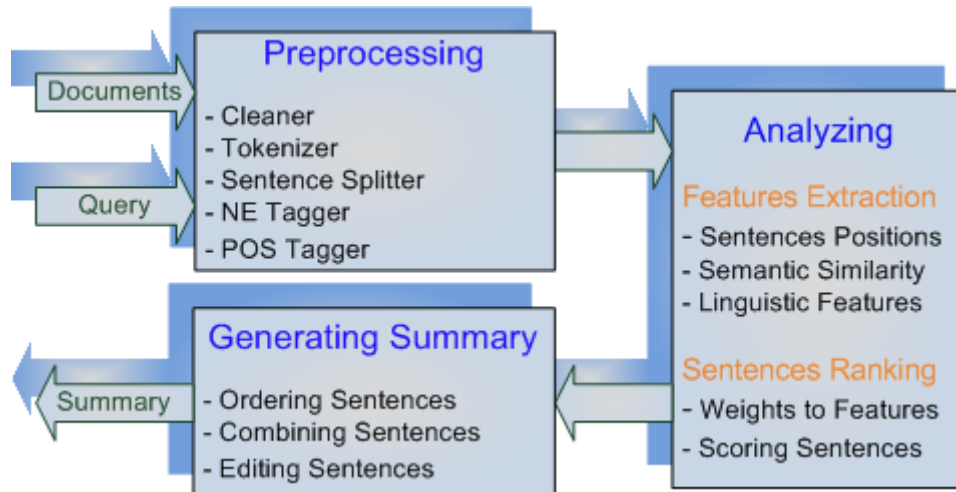 Documents
Query
Preprocessing
- Cleaner
- Tokenizer
- Sentence Splitter
- NE Tagger
- POS Tagger
Analyzing
Features Extraction
- Sentences Positions
- Semantic Similarity
- Linguistic Features
Sentences Ranking
- Weights to Features
- Scoring Sentences
Generating Summary
- Ordering Sentences
- Combining Sentences
- Editing Sentences
Summary